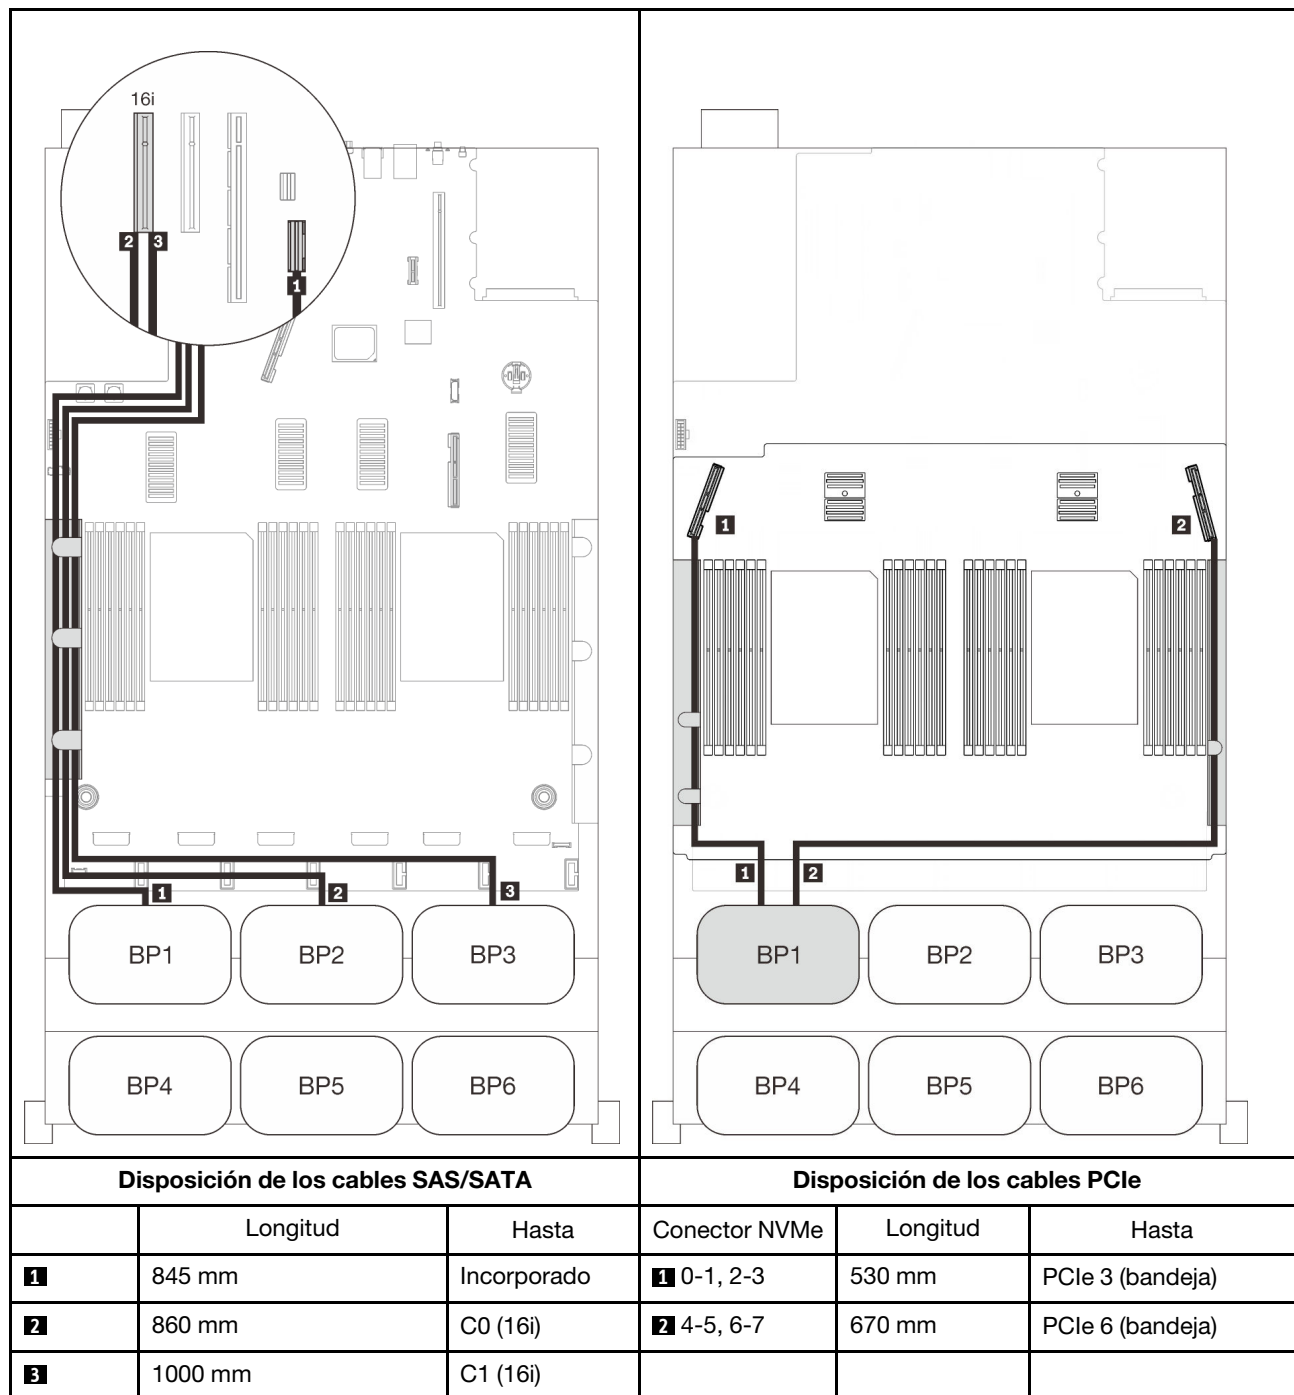 16i
2 3
1
1 2 3
BP1 BP2 BP3
BP4 BP5 BP6
1 2
1 2
BP1 BP2 BP3
BP4 BP5 BP6
Disposición de los cables SAS/SATA
Longitud Hasta
1 845 mm Incorporado
2 860 mm C0 (16i)
3 1000 mm C1 (16i)
Disposición de los cables PCIe
Conector NVMe Longitud Hasta
1 0-1, 2-3 530 mm PCIe 3 (bandeja)
2 4-5, 6-7 670 mm PCIe 6 (bandeja)